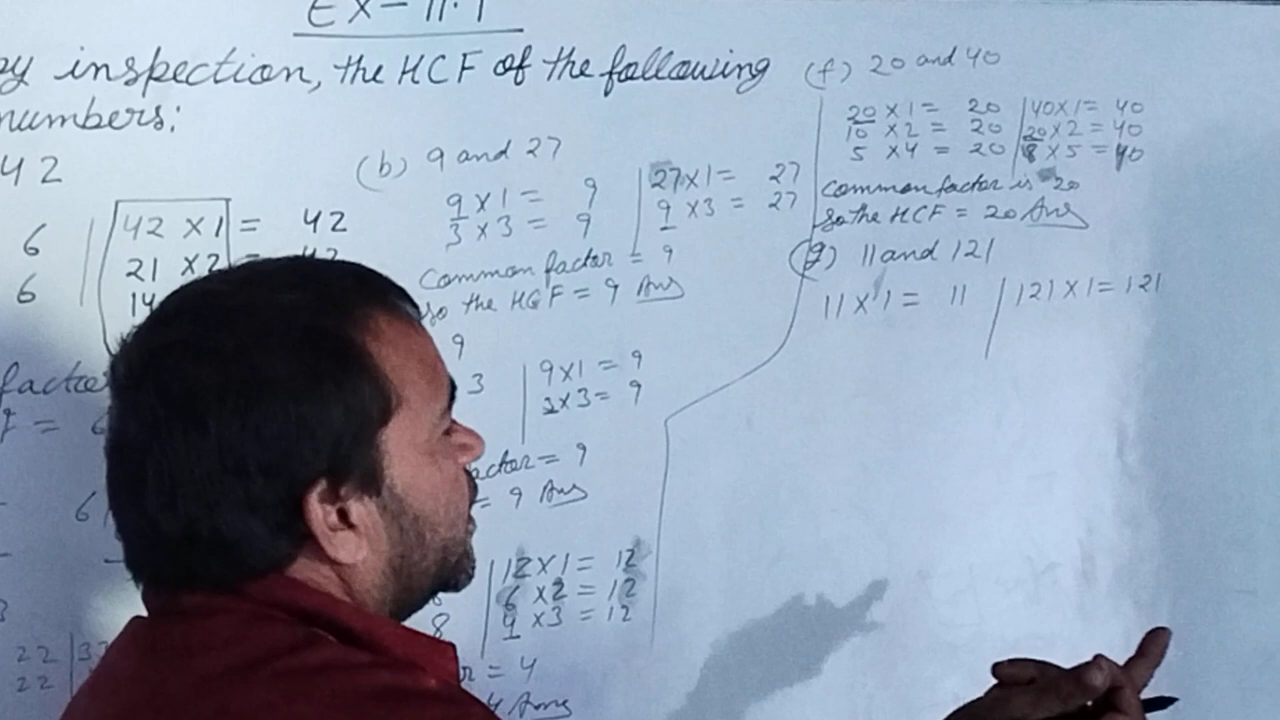 Ex-11.1
by inspection, the HCF of the following
numbers:
42
6 | 42 X 1 = 42
6 | 21 X 2 = 42
14
factor
= 6
6
22 | 3
22
(b) 9 and 27
9 X 1 = 9 | 27 X 1 = 27
3 X 3 = 9 | 9 X 3 = 27
Common factor = 9
so the HCF = 9 Ans
9
3 | 9 X 1 = 9
3 X 3 = 9
actor = 9
= 9 Ans
12 X 1 = 12
6 X 2 = 12
8 | 4 X 3 = 12
r = 4
4 Ans
(f) 20 and 40
20 X 1 = 20 | 40 X 1 = 40
10 X 2 = 20 | 20 X 2 = 40
5 X 4 = 20 | 8 X 5 = 40
Common factor is 20
so the HCF = 20 Ans
(g) 11 and 121
11 X 1 = 11 | 121 X 1 = 121